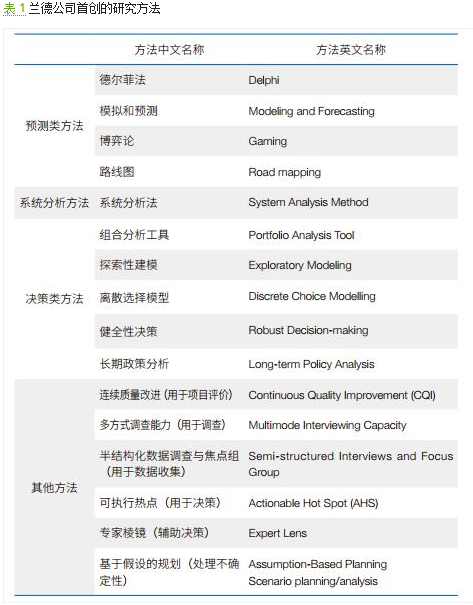 表 1 兰德公司首创的研究方法
方法中文名称 方法英文名称
预测类方法
德尔菲法 Delphi
模拟和预测 Modeling and Forecasting
博弈论 Gaming
路线图 Road mapping
系统分析方法 系统分析法 System Analysis Method
决策类方法
组合分析工具 Portfolio Analysis Tool
探索性建模 Exploratory Modeling
离散选择模型 Discrete Choice Modelling
健全性决策 Robust Decision-making
长期政策分析 Long-term Policy Analysis
其他方法
连续质量改进（用于项目评价） Continuous Quality Improvement (CQI)
多方式调查能力（用于调查） Multimode Interviewing Capacity
半结构化数据调查与焦点组 Semi-structured Interviews and Focus
（用于数据收集） Group
可执行热点（用于决策） Actionable Hot Spot (AHS)
专家棱镜（辅助决策） Expert Lens
基于假设的规划（处理不确 Assumption-Based Planning
定性） Scenario planning/analysis